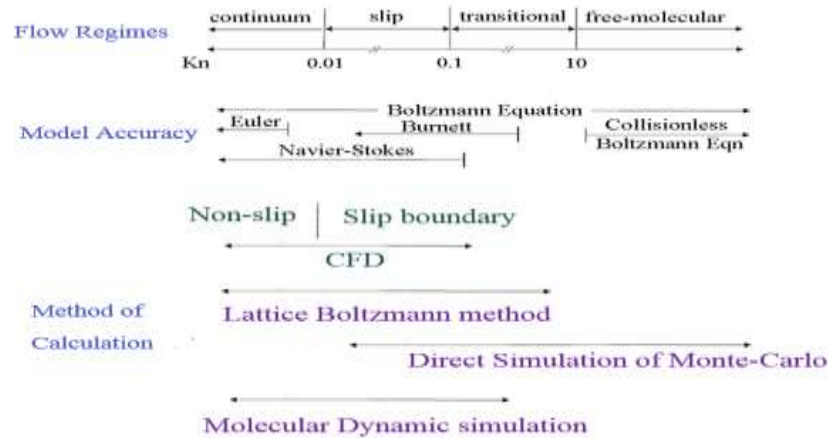 continuum slip transitional free-molecular
Flow Regimes
Kn 0.01 0.1 10
Boltzmann Equation
Model Accuracy Euler Burnett Collisionless
Navier-Stokes Boltzmann Eqn
Non-slip Slip boundary
CFD
Method of Calculation
Lattice Boltzmann method
Direct Simulation of Monte-Carlo
Molecular Dynamic simulation